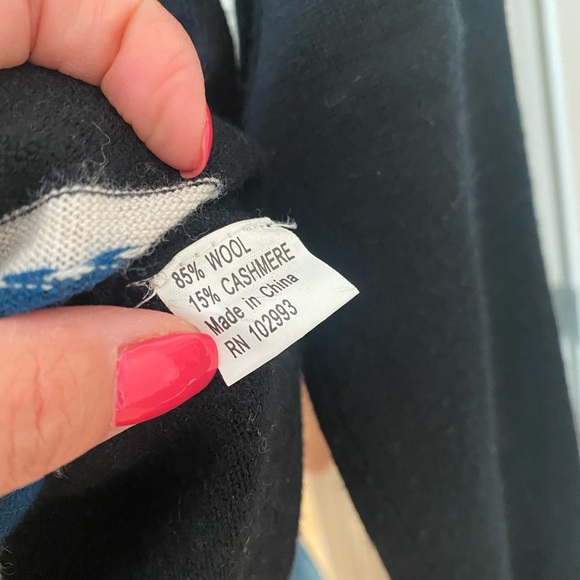 85% WOOL
15% CASHMERE
Made in China
RN 102993